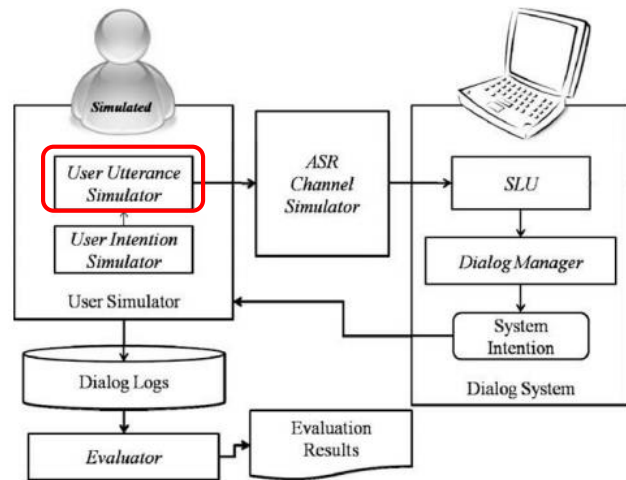 Simulated
User Utterance
Simulator
User Intention
Simulator
User Simulator
ASR
Channel
Simulator
SLU
Dialog Manager
System
Intention
Dialog System
Dialog Logs
Evaluator
Evaluation
Results